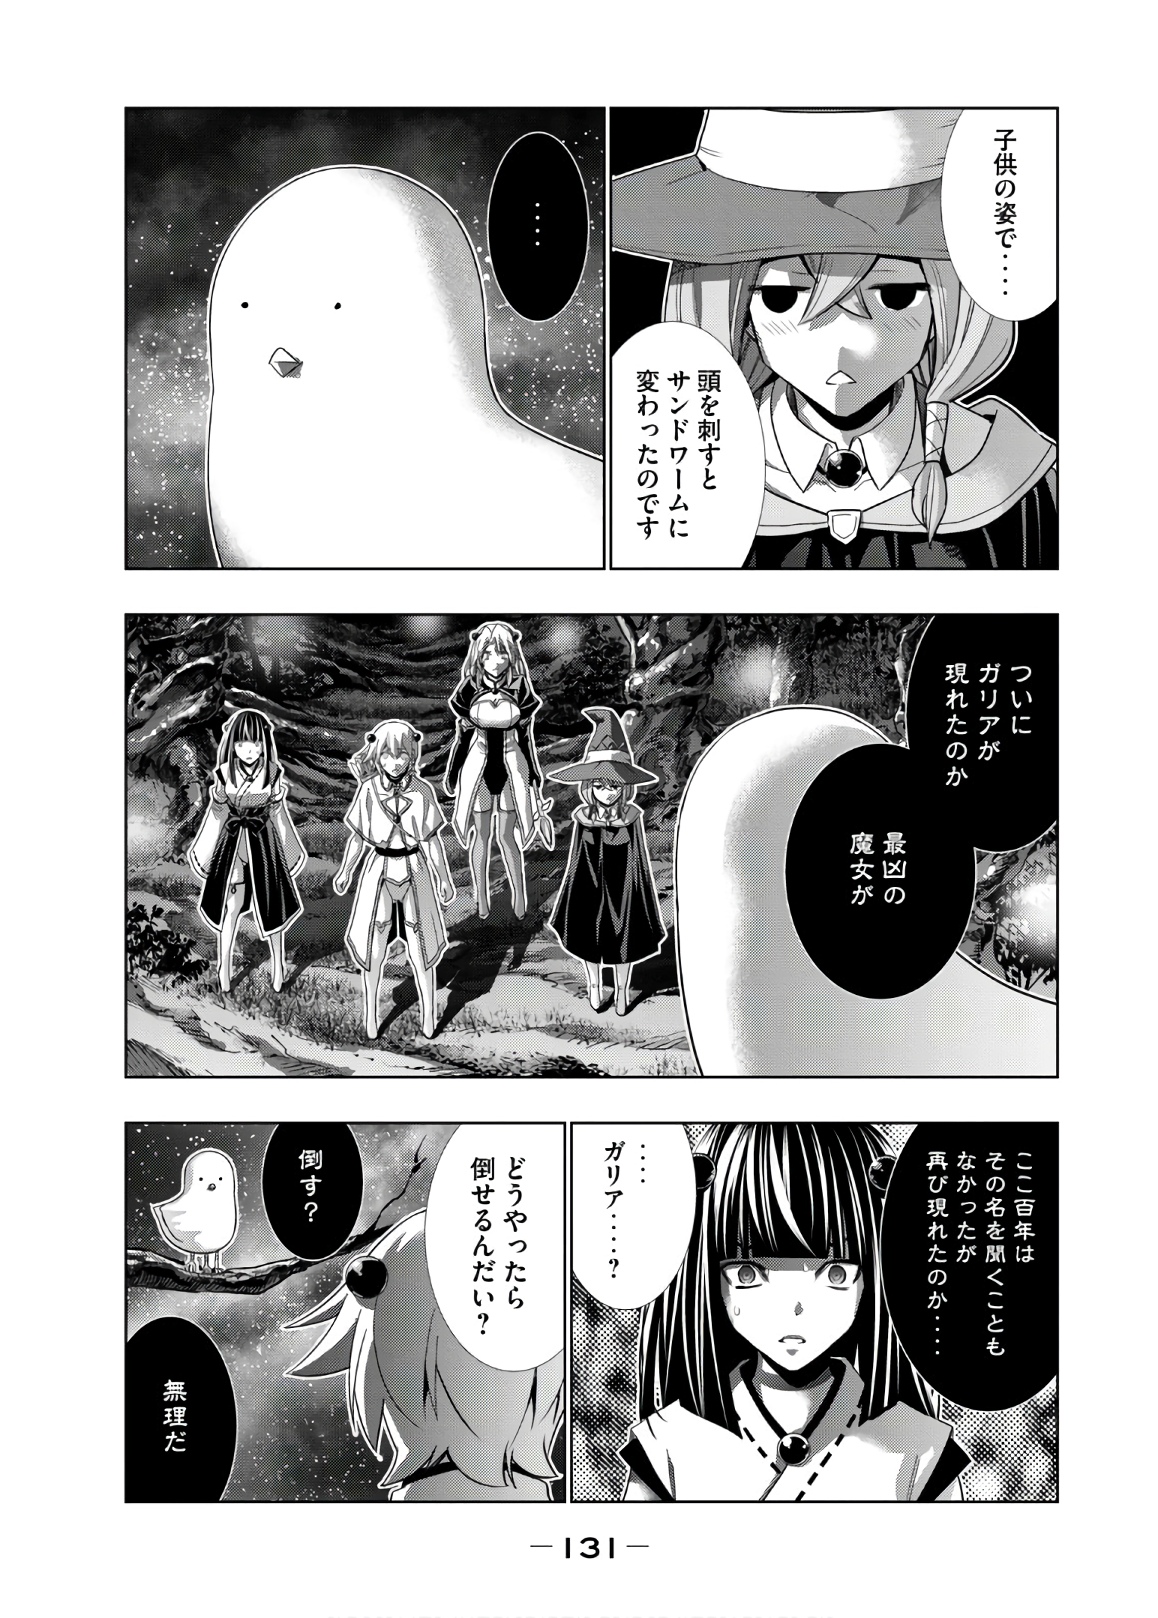 子供の姿で‥‥
頭を刺すと
サンドワームに
変わったのです
‥‥
ついに
ガリアが
現れたのか
最凶の
魔女が
ここ百年は
その名を聞くことも
なかったが
再び現れたのか‥‥
‥‥
ガリア‥‥?
どうやったら
倒せるんだい?
倒す?
無理だ
—131—